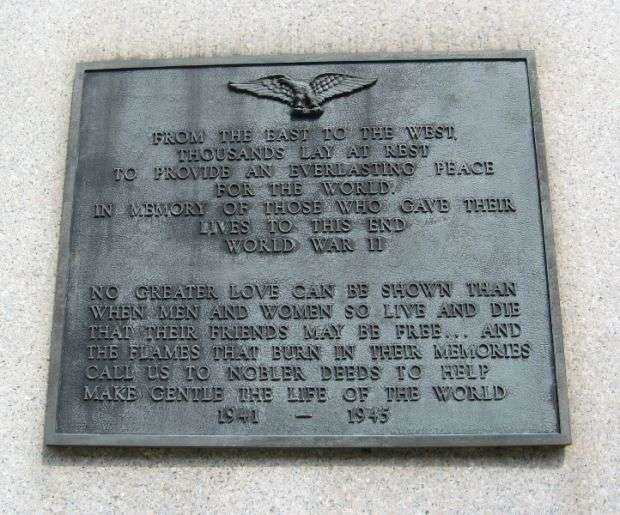 FROM THE EAST TO THE WEST,
THOUSANDS LAY AT REST
TO PROVIDE AN EVERLASTING PEACE
FOR THE WORLD.
IN MEMORY OF THOSE WHO GAVE THEIR
LIVES TO THIS END
WORLD WAR II
NO GREATER LOVE CAN BE SHOWN THAN
WHEN MEN AND WOMEN SO LIVE AND DIE
THAT THEIR FRIENDS MAY BE FREE... AND
THE FLAMES THAT BURN IN THEIR MEMORIES
CALL US TO NOBLER DEEDS TO HELP
MAKE GENTLE THE LIFE OF THE WORLD
1941 — 1945